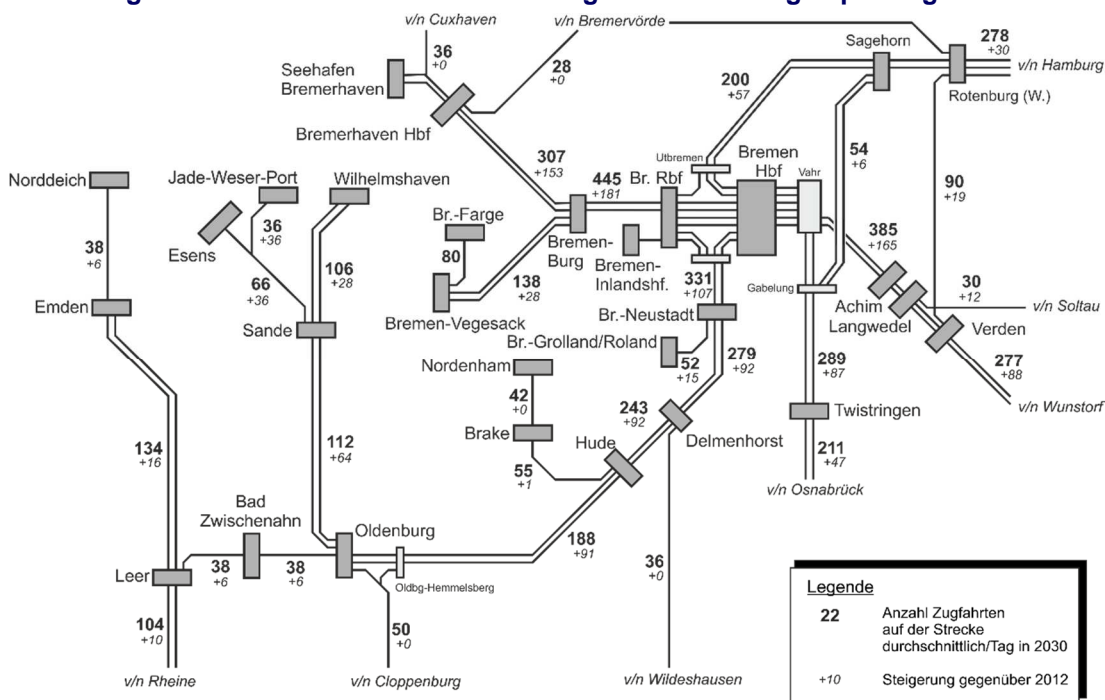 v/n Cuxhaven
v/n Bremervörde
36
+0
28
+0
Seehafen
Bremerhaven
Bremerhaven Hbf
Sagehorn
278
+30
v/n Hamburg
Rotenburg (W.)
200
+57
54
+6
90
+19
Norddeich
Jade-Weser-Port
Wilhelmshaven
307
+153
445
+181
Utbremen
Br. Rbf
Bremen
Hbf
Vahr
Esens
36
+36
Br.-Farge
80
Bremen-
Burg
Bremen-
Inlandshf.
385
+165
38
+6
66
+36
106
+28
138
+28
331
+107
Gabelung
30
+12
v/n Soltau
Emden
Sande
Bremen-Vegesack
Br.-Neustadt
Achim
Langwedel
Verden
Br.-Grolland/Roland
52
+15
279
+92
289
+87
277
+88
v/n Wunstorf
Nordenham
42
+0
Brake
55
+1
Hude
243
+92
Delmenhorst
Twistringen
211
+47
v/n Osnabrück
134
+16
112
+64
Bad
Zwischenahn
Oldenburg
188
+91
Leer
38
+6
38
+6
Oldbg-Hemmelsberg
36
+0
104
+10
50
+0
v/n Rheine
v/n Cloppenburg
v/n Wildeshausen
Legende
22
Anzahl Zugfahrten
auf der Strecke
durchschnittlich/Tag in 2030
+10
Steigerung gegenüber 2012